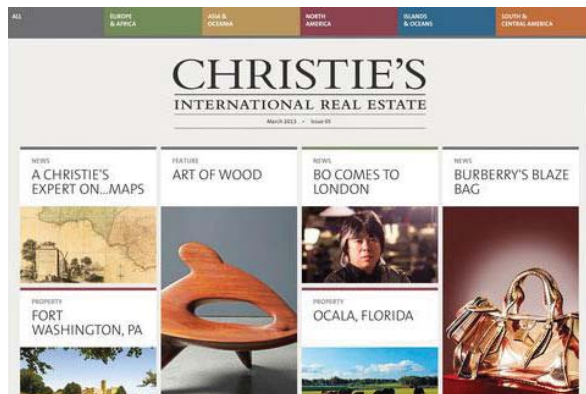 ALL
EUROPE
& AFRICA
ASIA &
OCEANIA
NORTH
AMERICA
ISLANDS
& OCEANS
SOUTH &
CENTRAL AMERICA
CHRISTIE'S
INTERNATIONAL REAL ESTATE
March 2013 • Issue 01
NEWS
A CHRISTIE'S
EXPERT ON...MAPS
FEATURE
ART OF WOOD
NEWS
BO COMES TO
LONDON
NEWS
BURBERRY'S BLAZE
BAG
PROPERTY
FORT
WASHINGTON, PA
PROPERTY
OCALA, FLORIDA